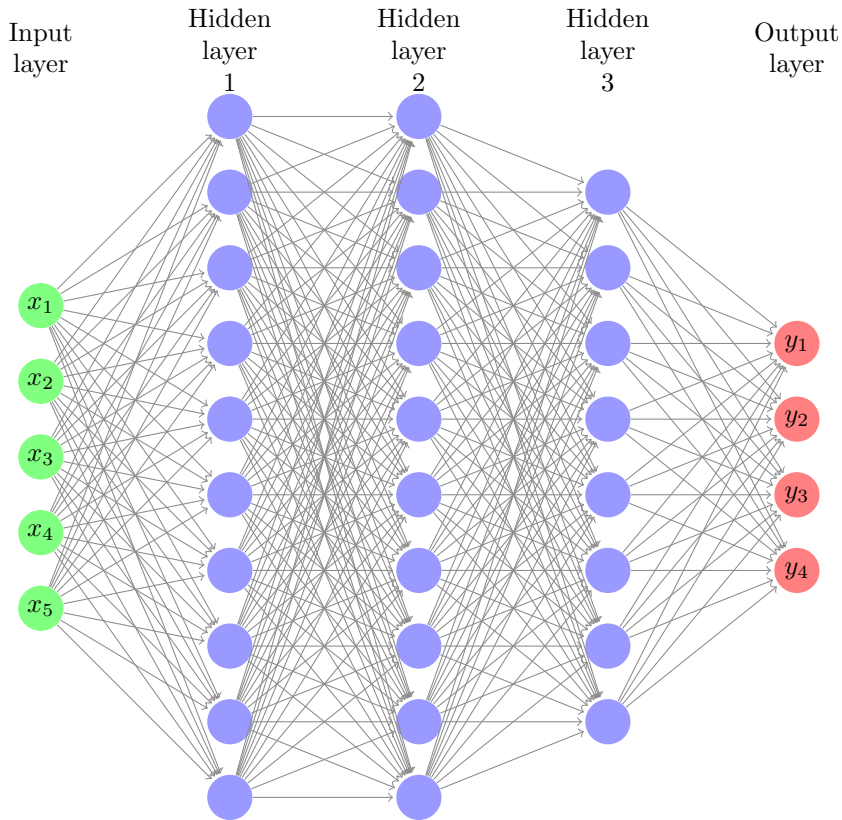 Input
layer
Hidden
layer
1
Hidden
layer
2
Hidden
layer
3
Output
layer
x₁
x₂
x₃
x₄
x₅
y₁
y₂
y₃
y₄